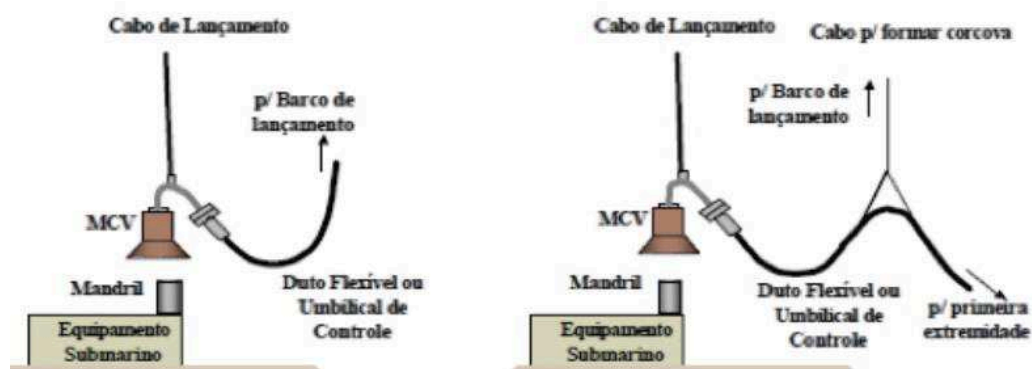 Cabo de Lançamento
p/ Barco de
lançamento
MCV
Mandril
Duto Flexível ou
Umbilical de
Controle
Equipamento
Submarino
Cabo de Lançamento
Cabo p/ formar corcova
p/ Barco de
lançamento
MCV
Mandril
Duto Flexível ou
Umbilical de
Controle
p/ primeira
extremidade
Equipamento
Submarino